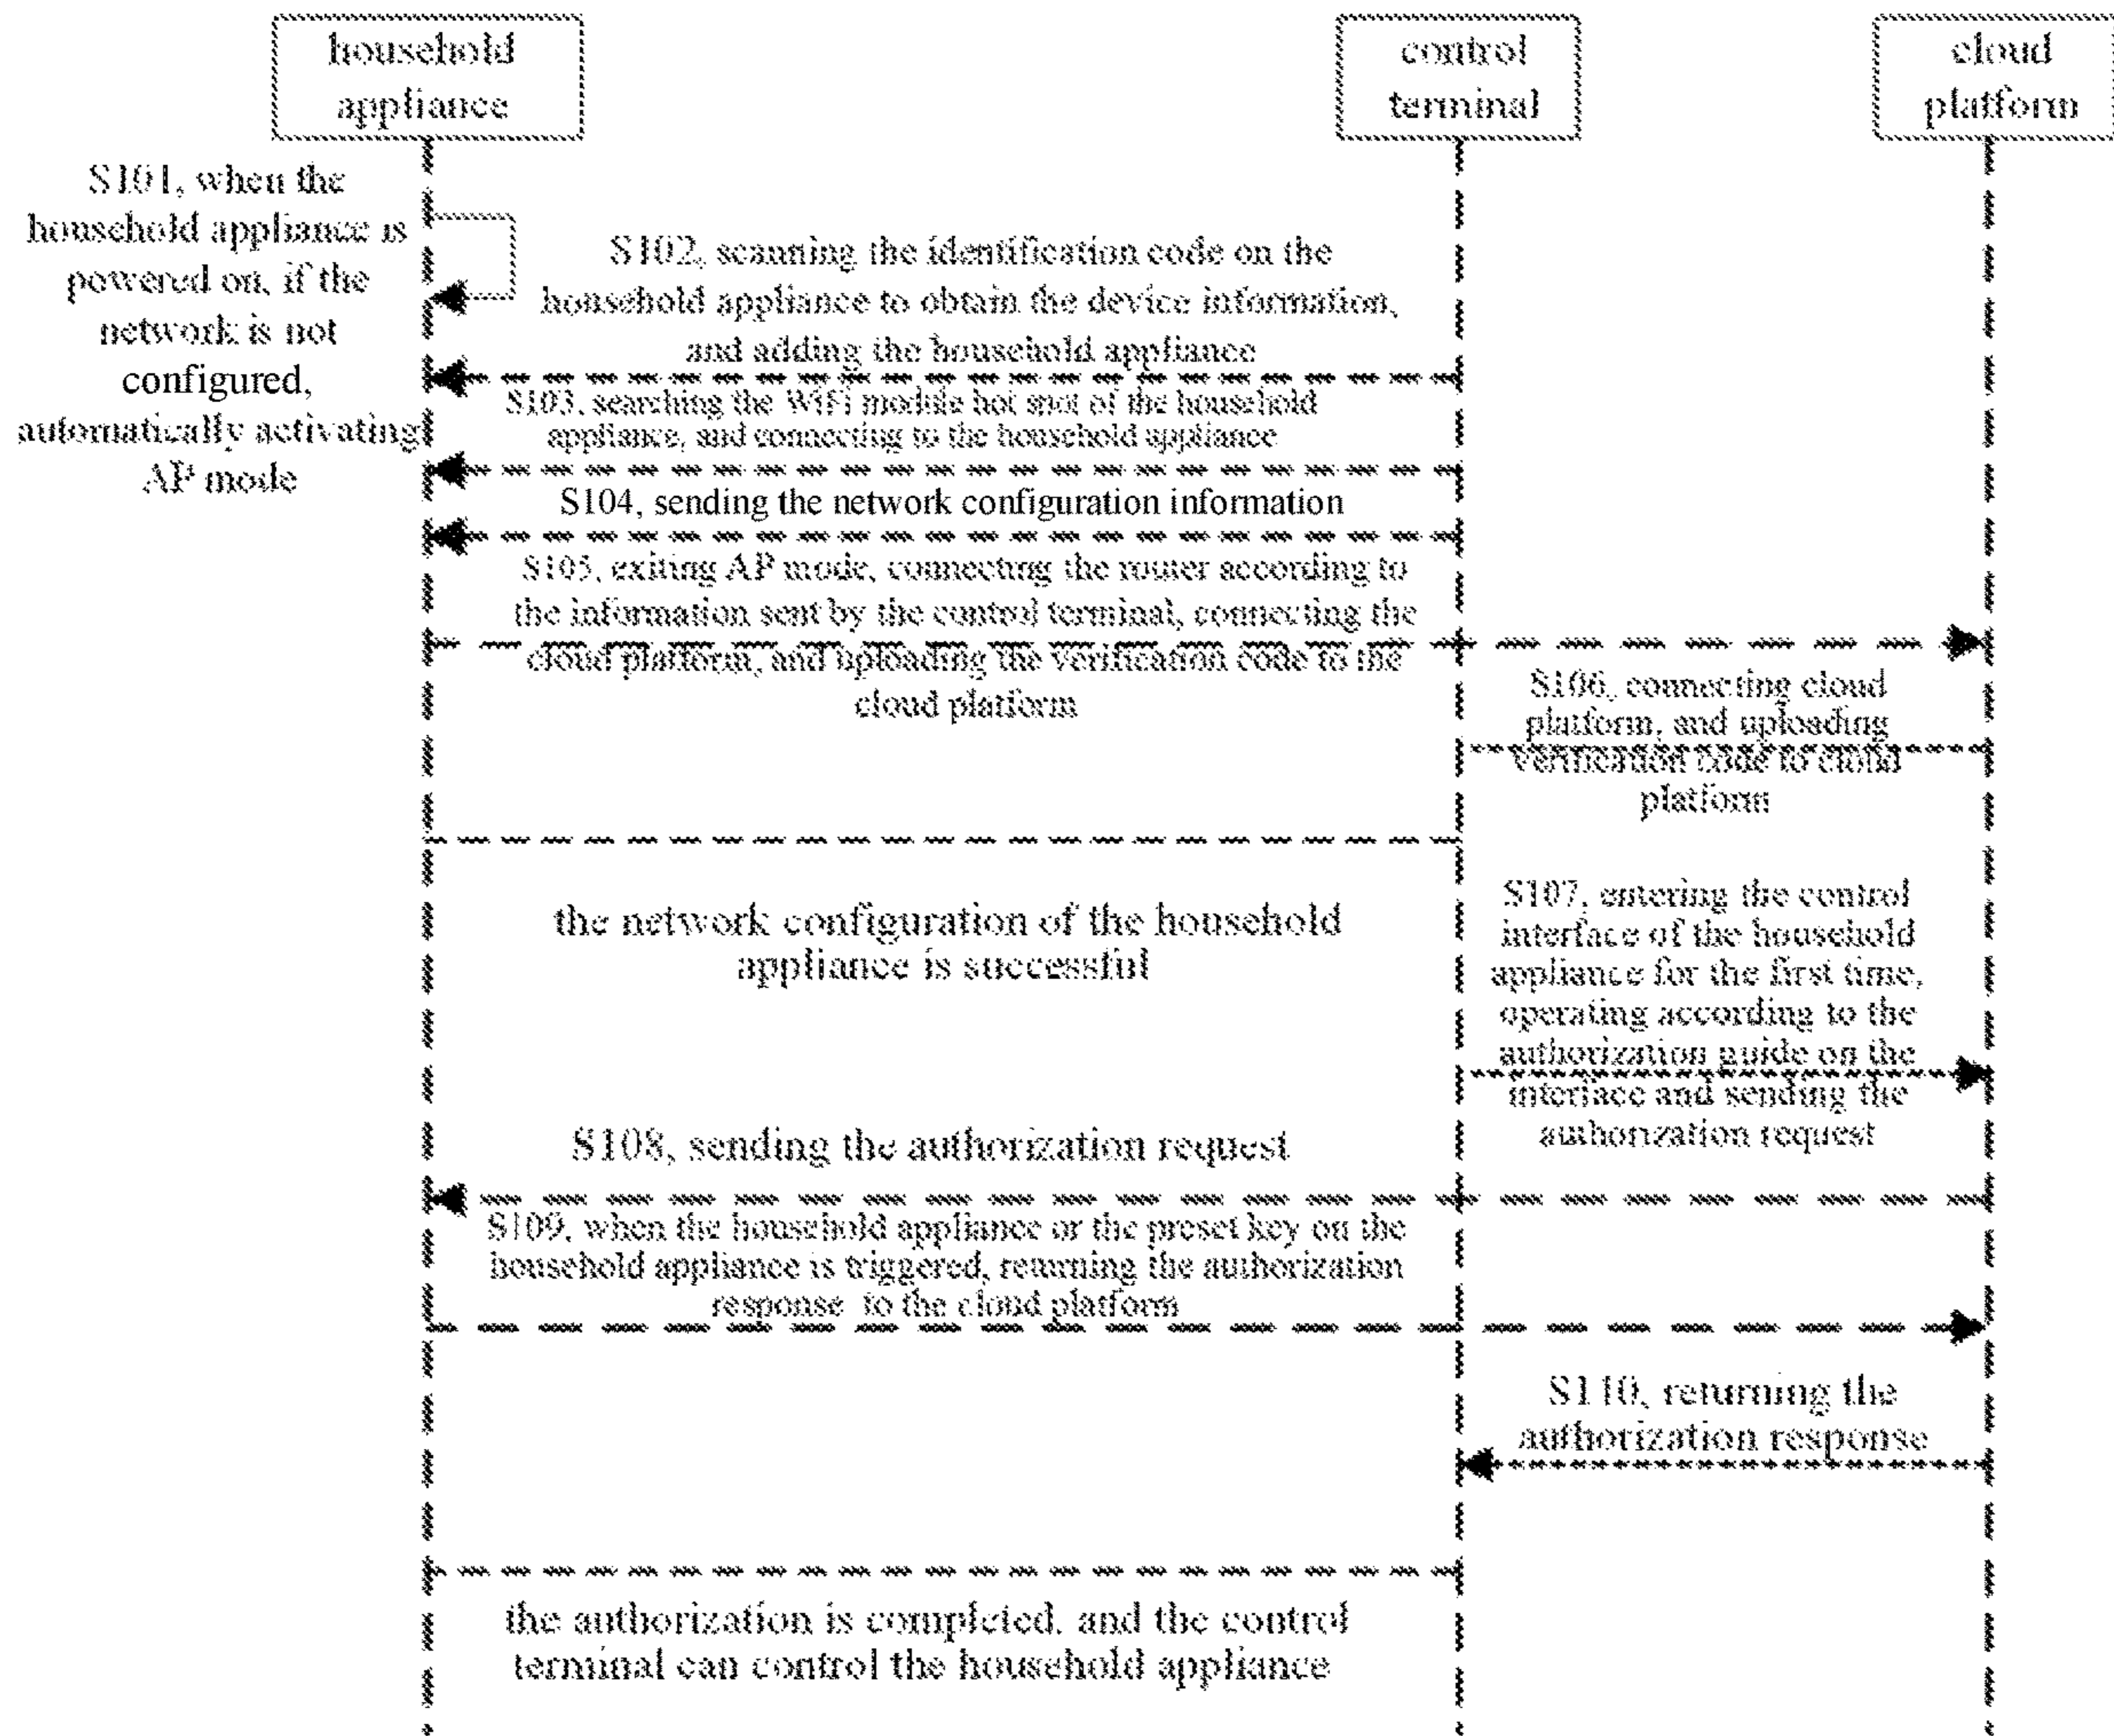 household
appliance
control
terminal
cloud
platform
S101, when the
household appliance is
powered on, if the
network is not
configured,
automatically activating
AP mode
S102, scanning the identification code on the
household appliance to obtain the device information,
and adding the household appliance
S103, searching the WiFi module hot spot of the household
appliance, and connecting to the household appliance
S104, sending the network configuration information
S105, exiting AP mode, connecting the router according to
the information sent by the control terminal, connecting the
cloud platform, and uploading the verification code to the
cloud platform
S106, connecting cloud
platform, and uploading
verification code to cloud
platform
the network configuration of the household
appliance is successful
S107, entering the control
interface of the household
appliance for the first time,
operating according to the
authorization guide on the
interface and sending the
authorization request
S108, sending the authorization request
S109, when the household appliance or the preset key on the
household appliance is triggered, returning the authorization
response to the cloud platform
S110, returning the
authorization response
the authorization is completed, and the control
terminal can control the household appliance